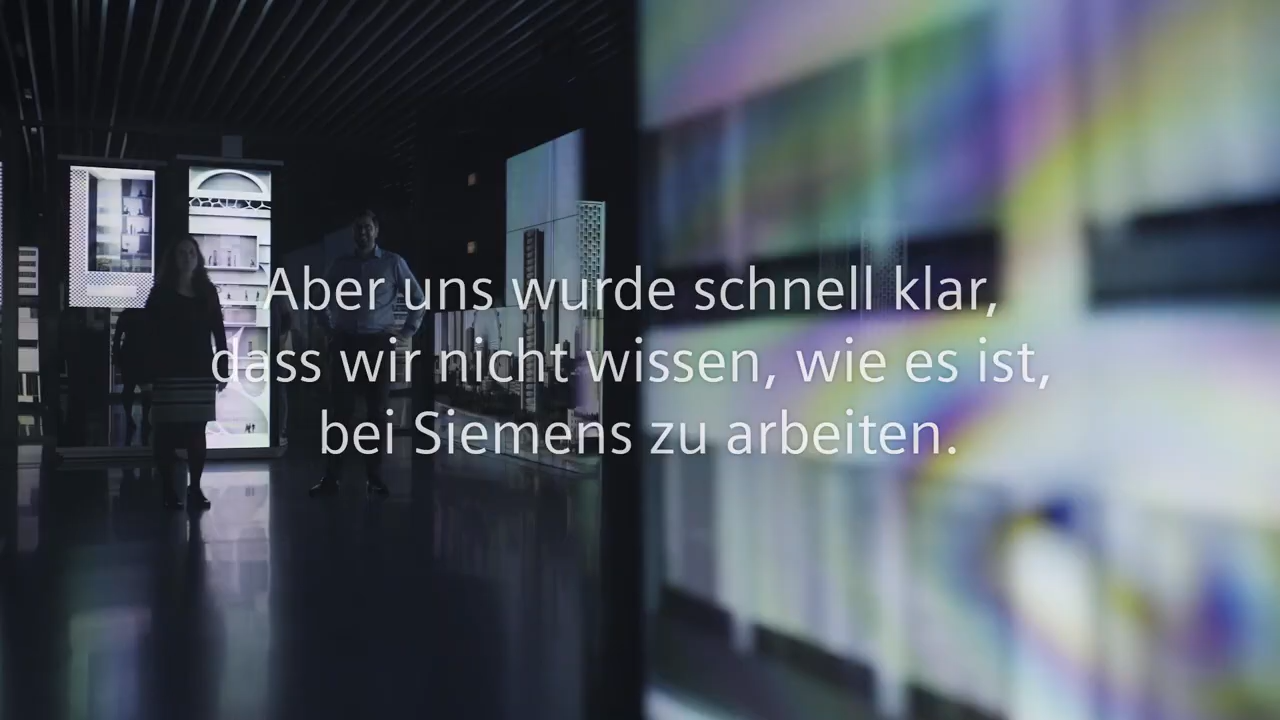 Aber uns wurde schnell klar,
dass wir nicht wissen, wie es ist,
bei Siemens zu arbeiten.